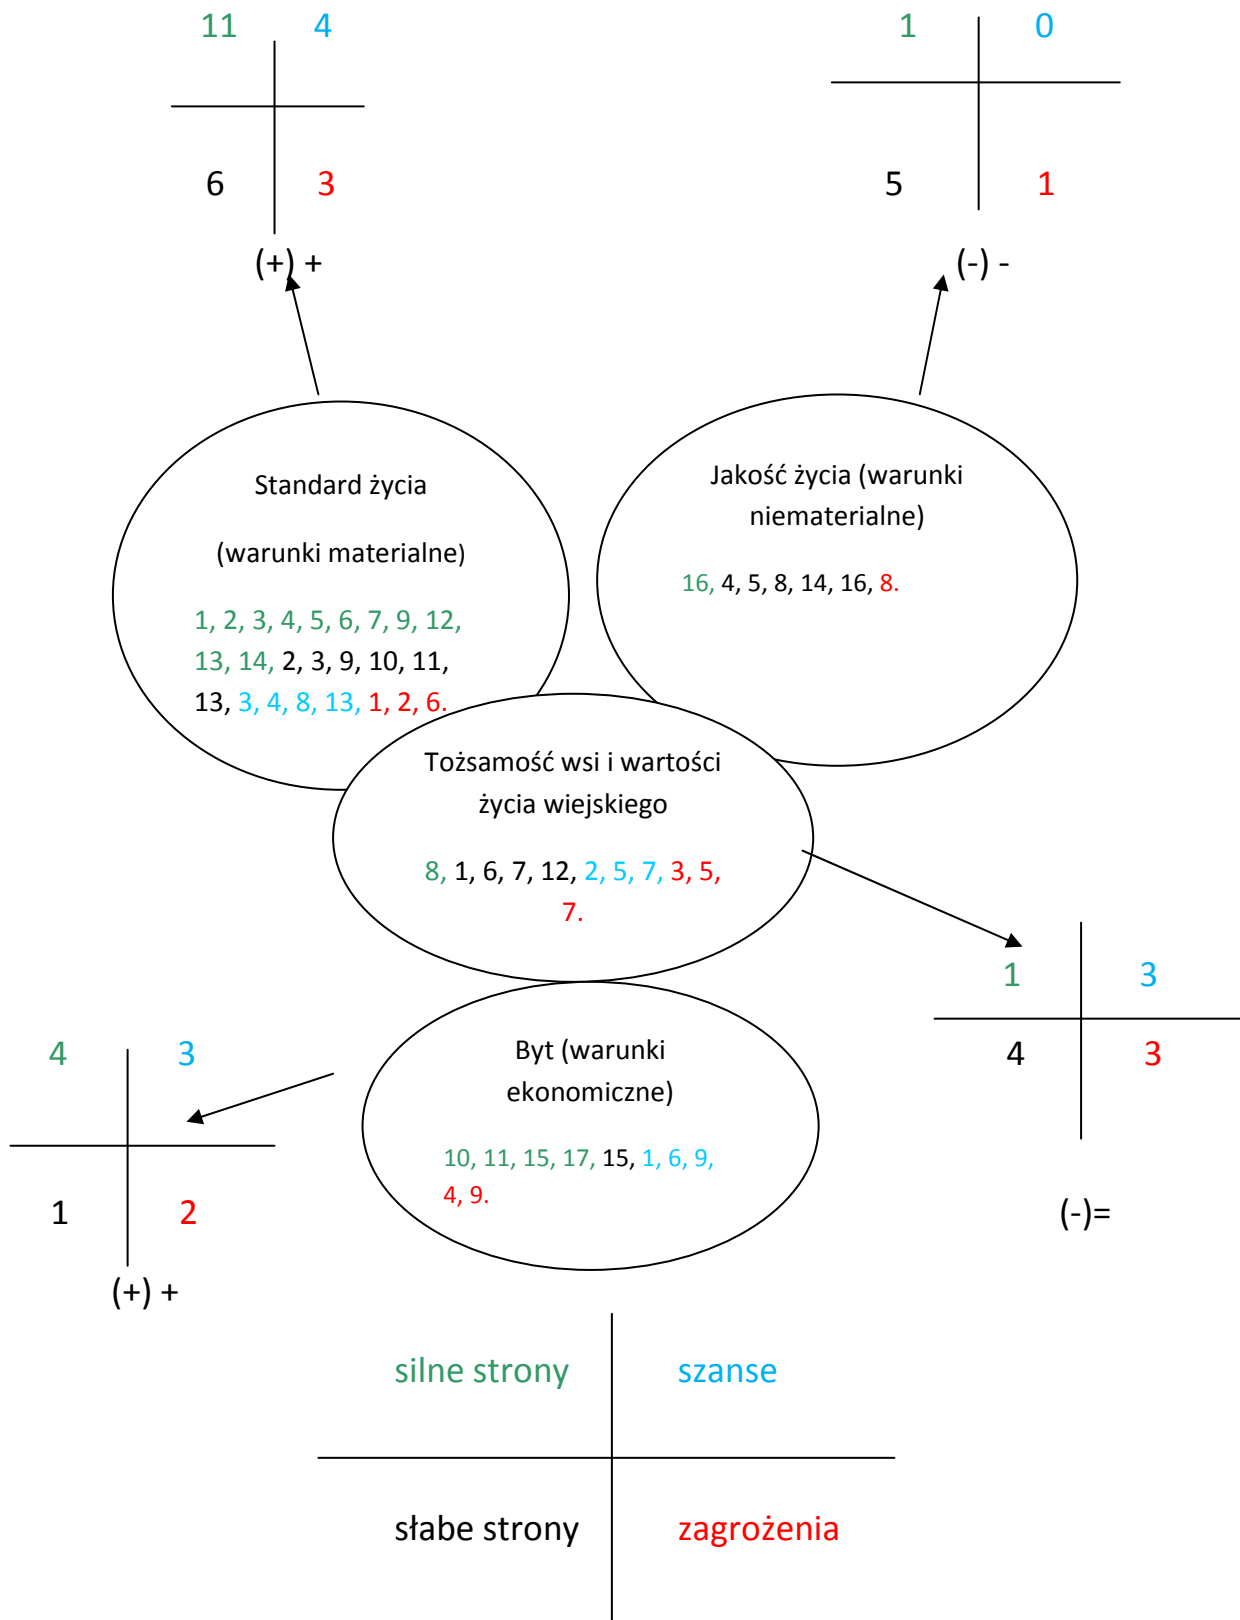 11 4
6 3
(+) +
1 0
5 1
(-) -
Standard życia
(warunki materialne)
1, 2, 3, 4, 5, 6, 7, 9, 12,
13, 14, 2, 3, 9, 10, 11,
13, 3, 4, 8, 13, 1, 2, 6.
Jakość życia (warunki
niematerialne)
16, 4, 5, 8, 14, 16, 8.
Tożsamość wsi i wartości
życia wiejskiego
8, 1, 6, 7, 12, 2, 5, 7, 3, 5,
7.
1 3
4 3
(-)=
4 3
1 2
(+) +
Byt (warunki
ekonomiczne)
10, 11, 15, 17, 15, 1, 6, 9,
4, 9.
silne strony szanse
słabe strony zagrożenia